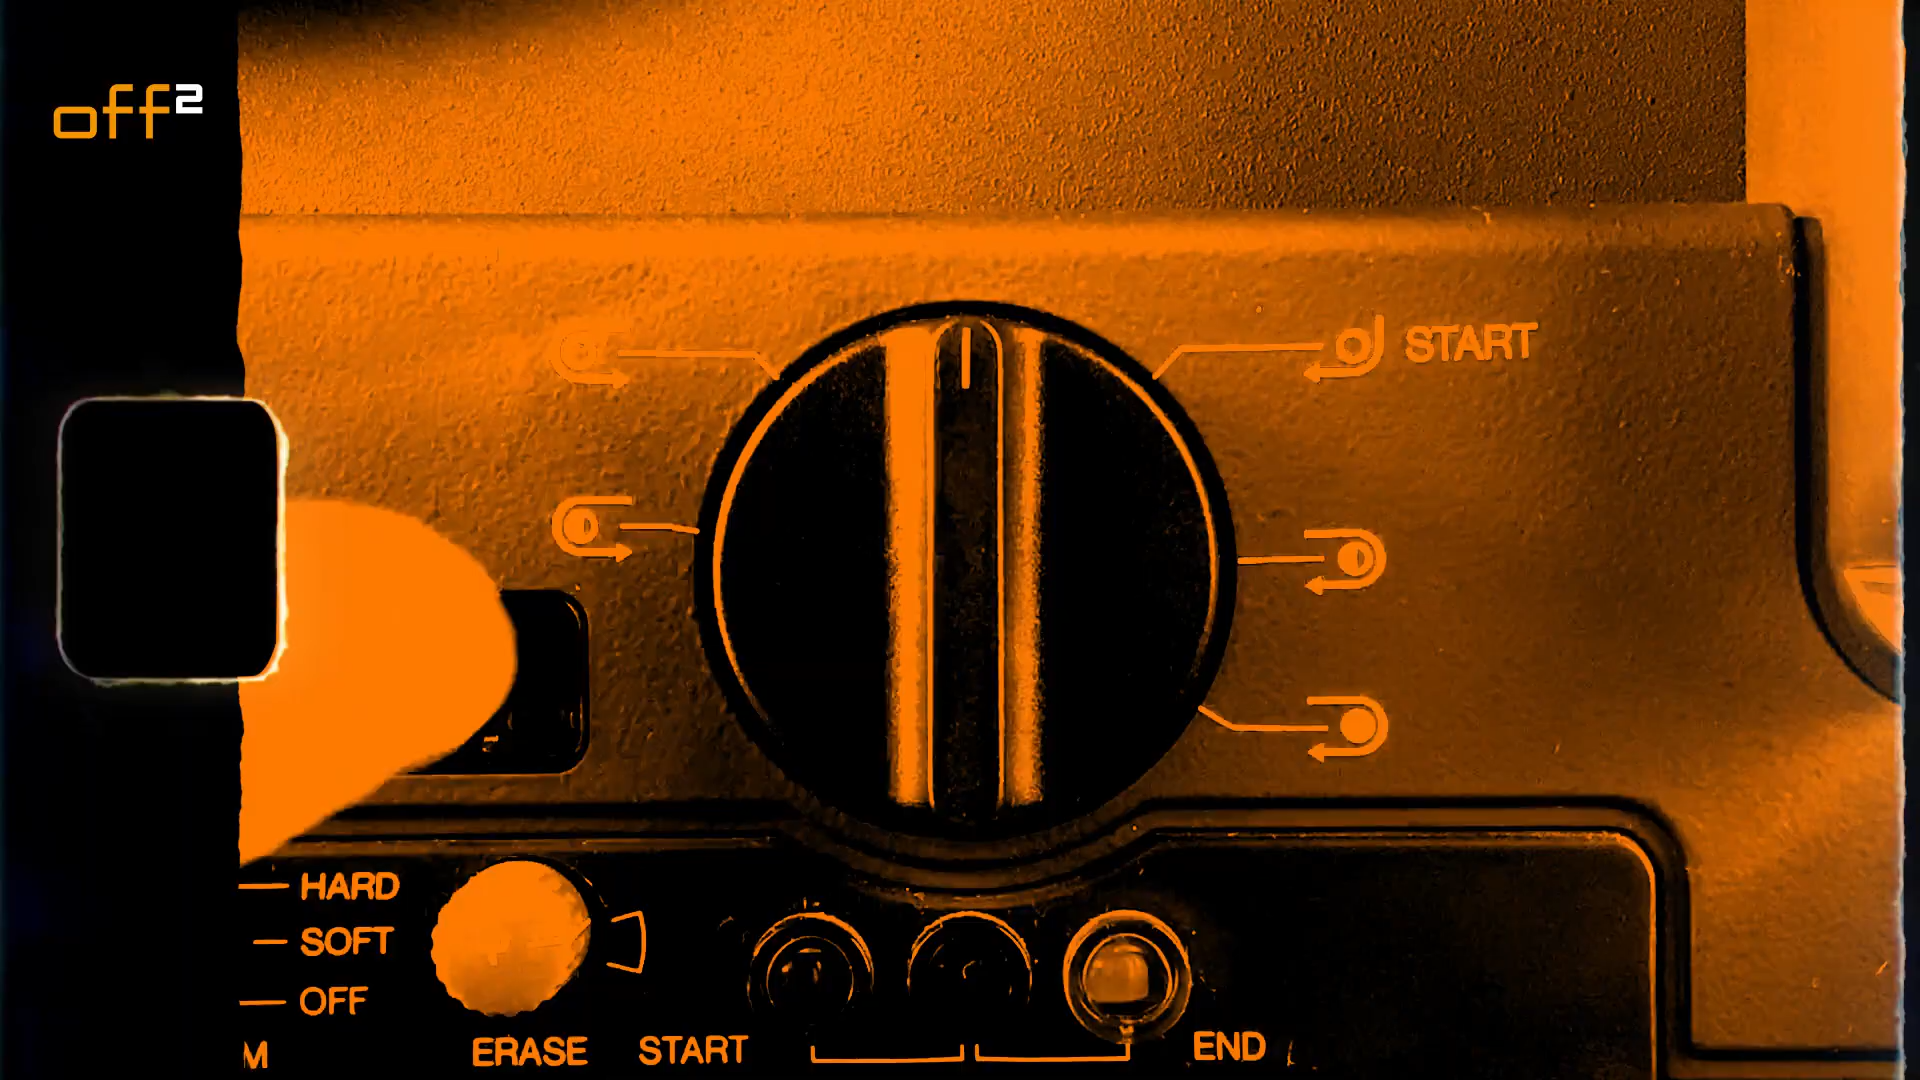 off²
START
HARD
SOFT
OFF
M
ERASE
START
END